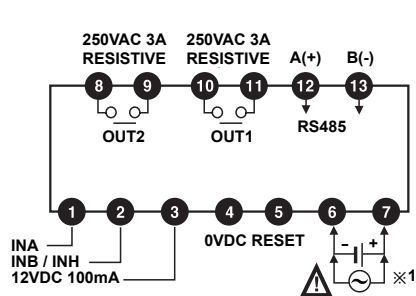 250VAC 3A 250VAC 3A
RESISTIVE RESISTIVE A(+) B(-)
8 9 10 11 12 13
OUT2 OUT1 RS485
1 2 3 4 5 6 7
0VDC RESET - +
INA
INB / INH
12VDC 100mA
※1